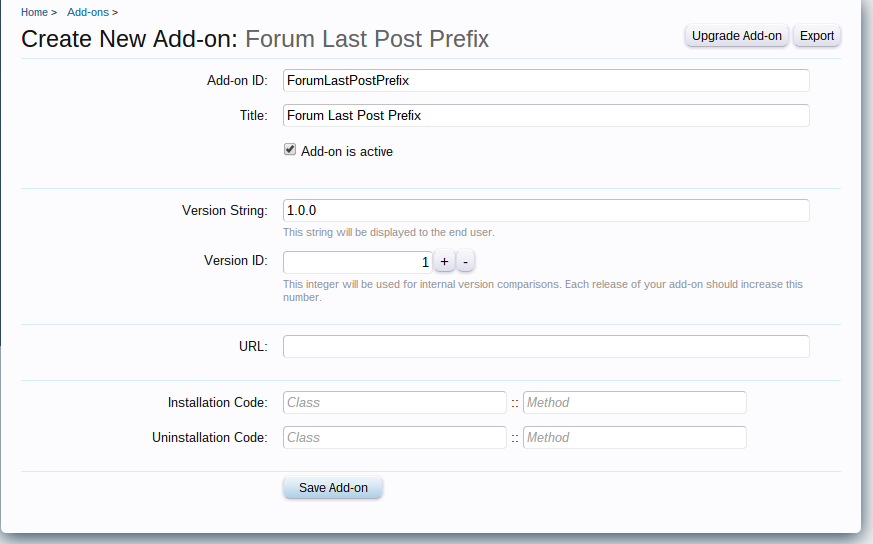 Home > Add-ons >
Create New Add-on: Forum Last Post Prefix
Upgrade Add-on Export
Add-on ID: ForumLastPostPrefix
Title: Forum Last Post Prefix
Add-on is active
Version String: 1.0.0
This string will be displayed to the end user.
Version ID: 1 + -
This integer will be used for internal version comparisons. Each release of your add-on should increase this
number.
URL:
Installation Code: Class :: Method
Uninstallation Code: Class :: Method
Save Add-on